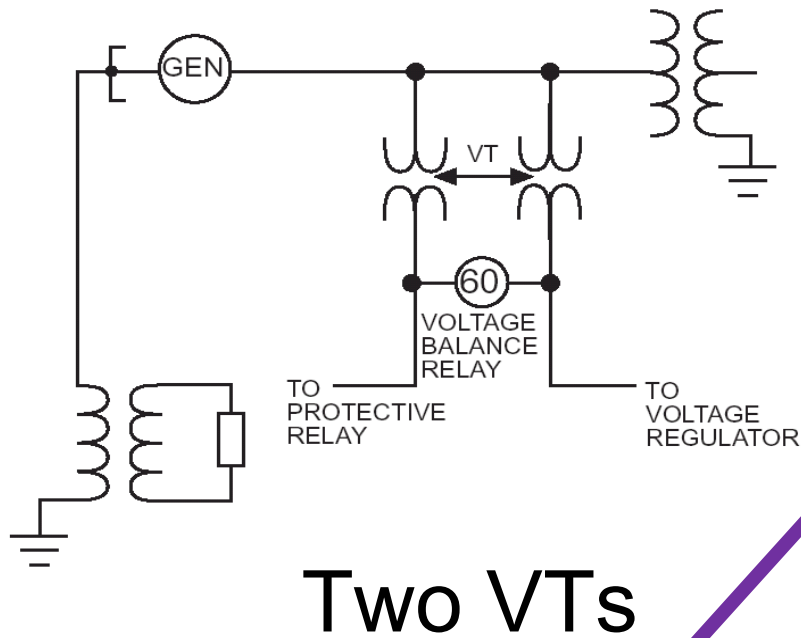 GEN
VT
60
VOLTAGE
BALANCE
RELAY
TO
PROTECTIVE
RELAY
TO
VOLTAGE
REGULATOR
Two VTs